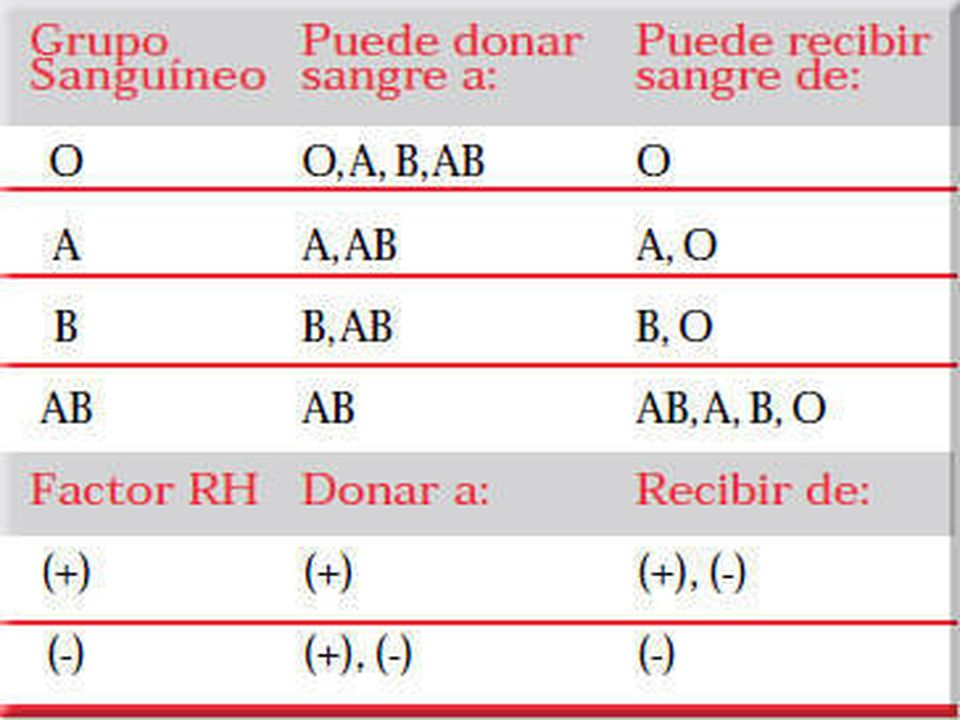 Grupo Sanguíneo Puede donar sangre a: Puede recibir sangre de:
O O, A, B, AB O
A A, AB A, O
B B, AB B, O
AB AB AB, A, B, O
Factor RH Donar a: Recibir de:
(+) (+) (+), (-)
(-) (+), (-) (-)